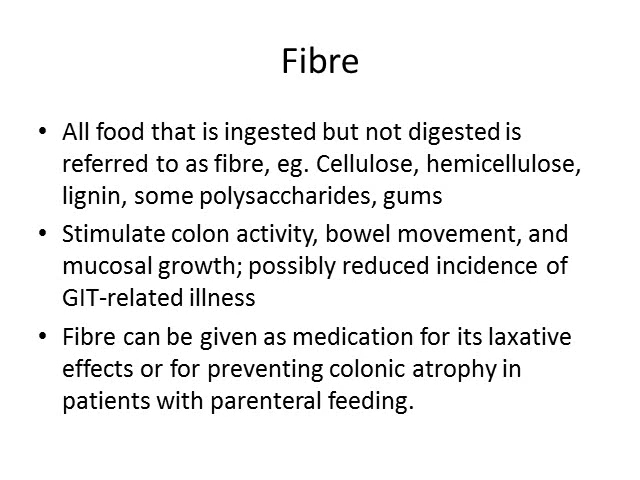 Fibre
• All food that is ingested but not digested is
referred to as fibre, eg. Cellulose, hemicellulose,
lignin, some polysaccharides, gums
• Stimulate colon activity, bowel movement, and
mucosal growth; possibly reduced incidence of
GIT-related illness
• Fibre can be given as medication for its laxative
effects or for preventing colonic atrophy in
patients with parenteral feeding.